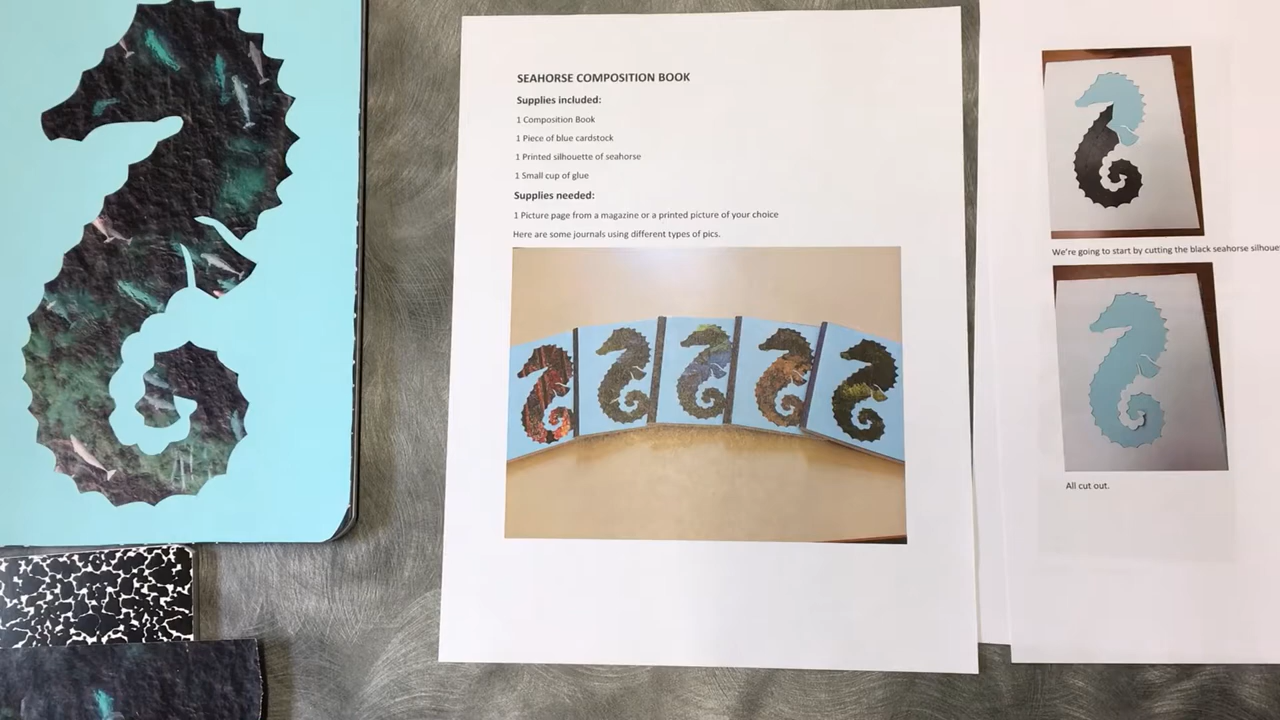 SEAHORSE COMPOSITION BOOK
Supplies included:
1 Composition Book
1 Piece of blue cardstock
1 Printed silhouette of seahorse
1 Small cup of glue
Supplies needed:
1 Picture page from a magazine or a printed picture of your choice
Here are some journals using different types of pics.
We're going to start by cutting the black seahorse silhoue
All cut out.